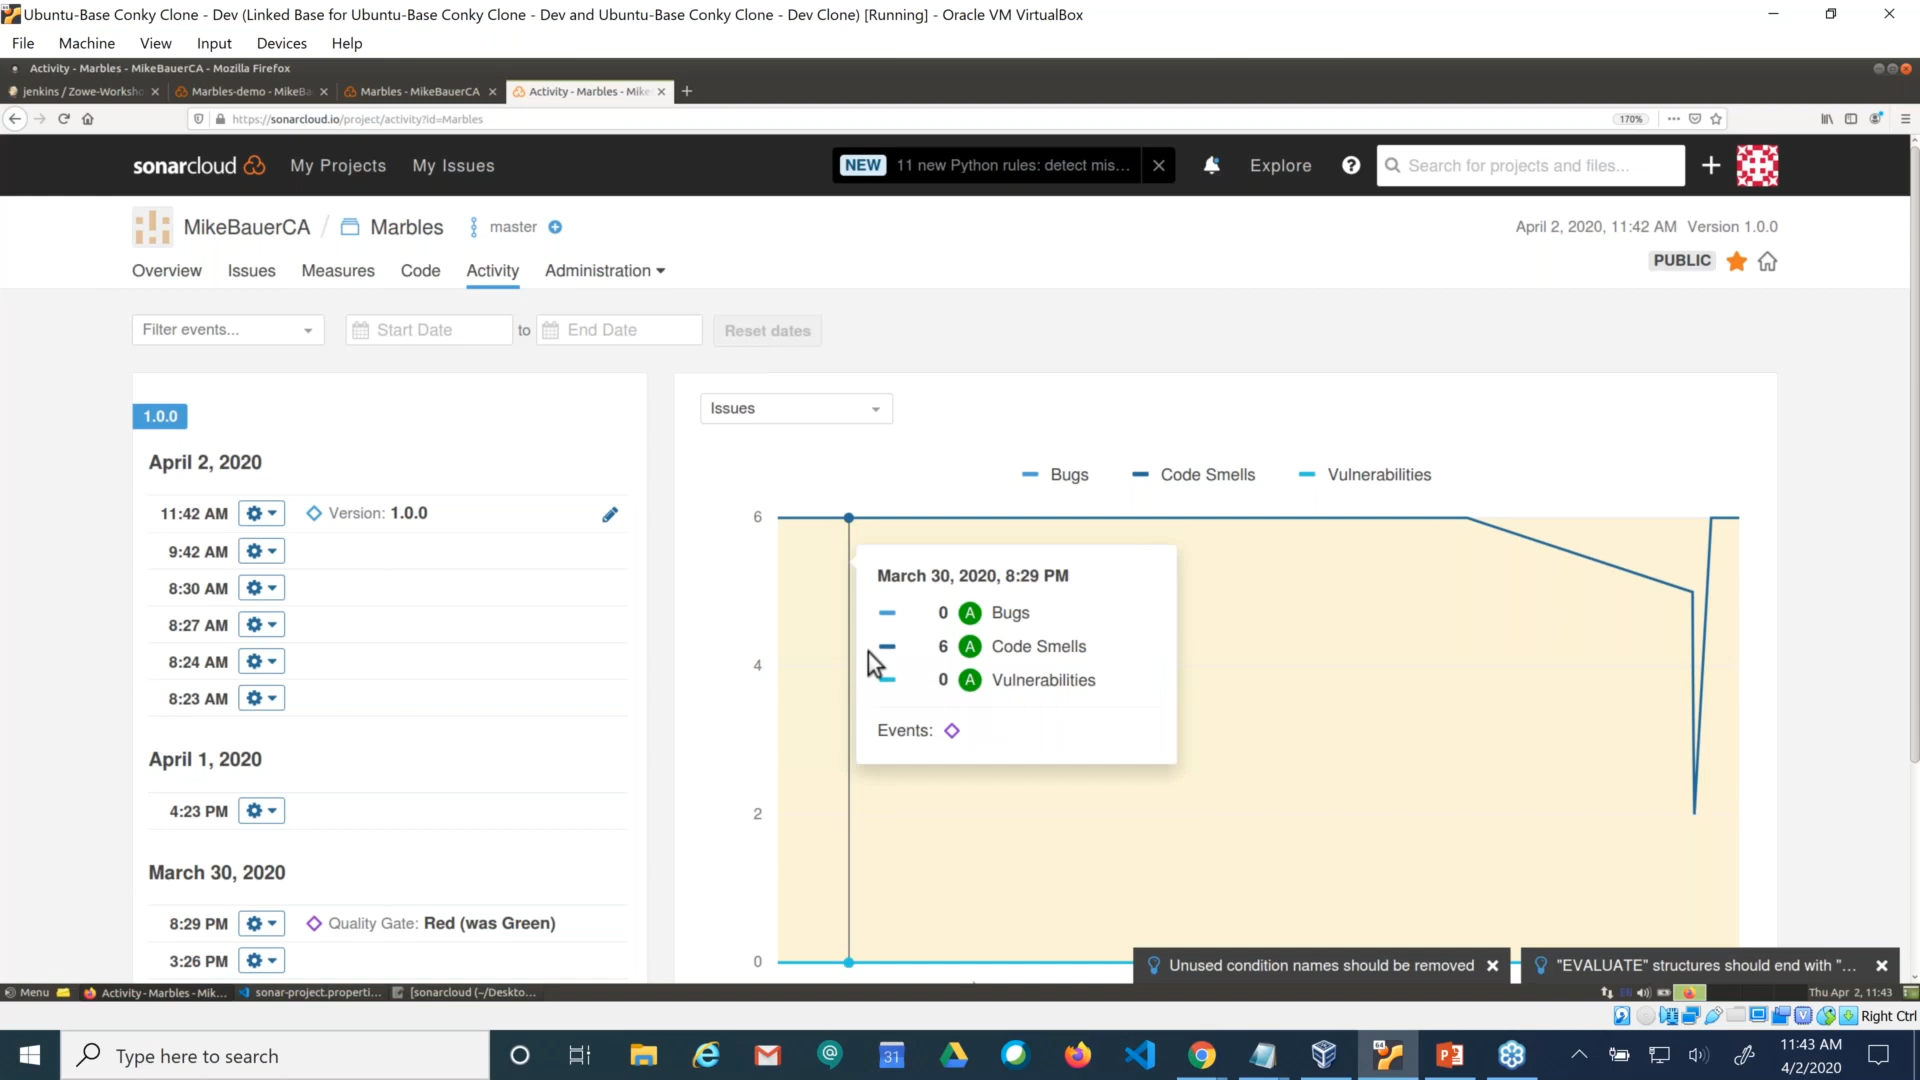 Ubuntu-Base Conky Clone - Dev (Linked Base for Ubuntu-Base Conky Clone - Dev and Ubuntu-Base Conky Clone - Dev Clone) [Running] - Oracle VM VirtualBox
File Machine View Input Devices Help
Activity - Marbles - MikeBauerCA - Mozilla Firefox
jenkins / Zowe-Worksho Marbles-demo - MikeBa Marbles - MikeBauerCA Activity - Marbles - Mike
https://sonarcloud.io/project/activity?id=Marbles 170%
sonarcloud My Projects My Issues NEW 11 new Python rules: detect mis... Explore Search for projects and files...
MikeBauerCA / Marbles master April 2, 2020, 11:42 AM Version 1.0.0
Overview Issues Measures Code Activity Administration PUBLIC
Filter events... Start Date to End Date Reset dates
1.0.0
April 2, 2020
11:42 AM Version: 1.0.0
9:42 AM
8:30 AM
8:27 AM
8:24 AM
8:23 AM
April 1, 2020
4:23 PM
March 30, 2020
8:29 PM Quality Gate: Red (was Green)
3:26 PM
Issues
Bugs Code Smells Vulnerabilities
6
4
2
0
March 30, 2020, 8:29 PM
0 A Bugs
6 A Code Smells
0 A Vulnerabilities
Events:
Unused condition names should be removed "EVALUATE" structures should end with "...
Menu Activity - Marbles - Mik... sonar-project.properti... [sonarcloud (~/Deskto... Thu Apr 2, 11:43
Right Ctrl
Type here to search 31 64 11:43 AM
4/2/2020